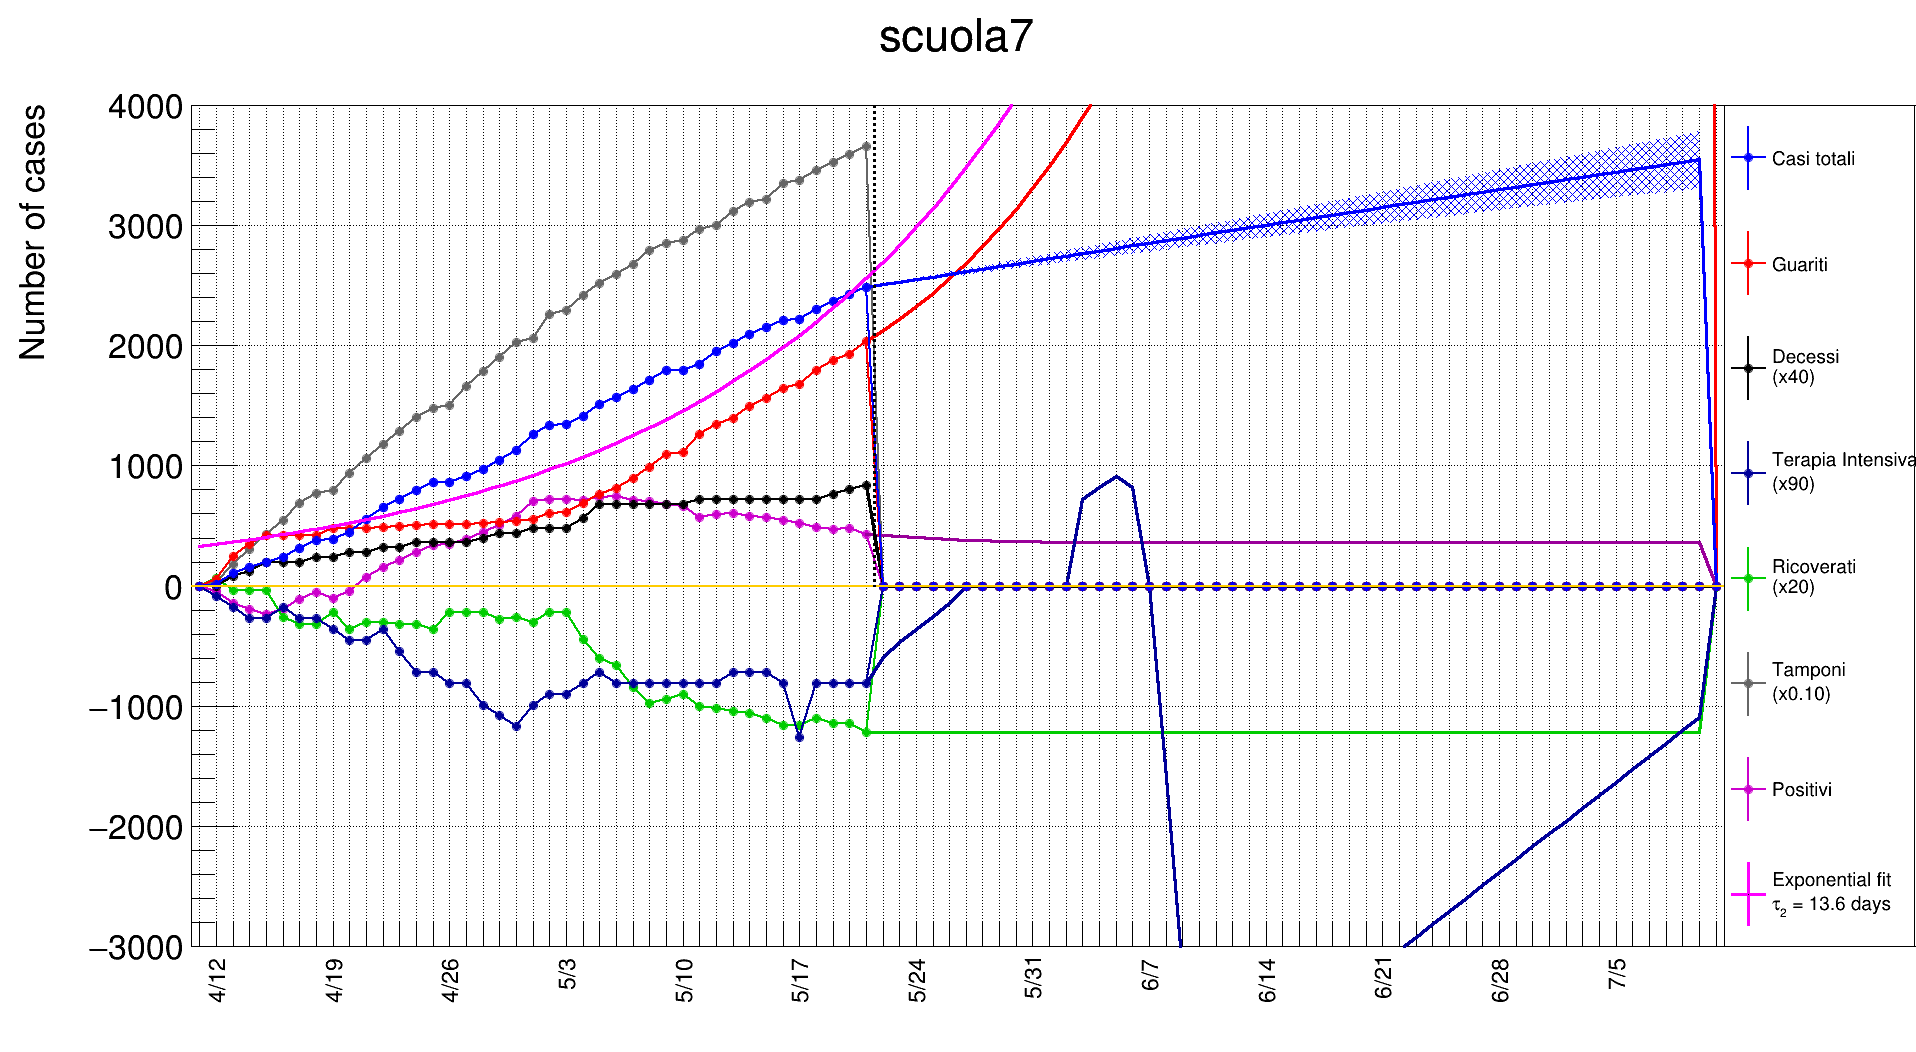 scuola7
Number of cases
4000
3000
2000
1000
0
−1000
−2000
−3000
4/12
4/19
4/26
5/3
5/10
5/17
5/24
5/31
6/7
6/14
6/21
6/28
7/5
Casi totali
Guariti
Decessi
(x40)
Terapia Intensiva
(x90)
Ricoverati
(x20)
Tamponi
(x0.10)
Positivi
Exponential fit
τ2 = 13.6 days